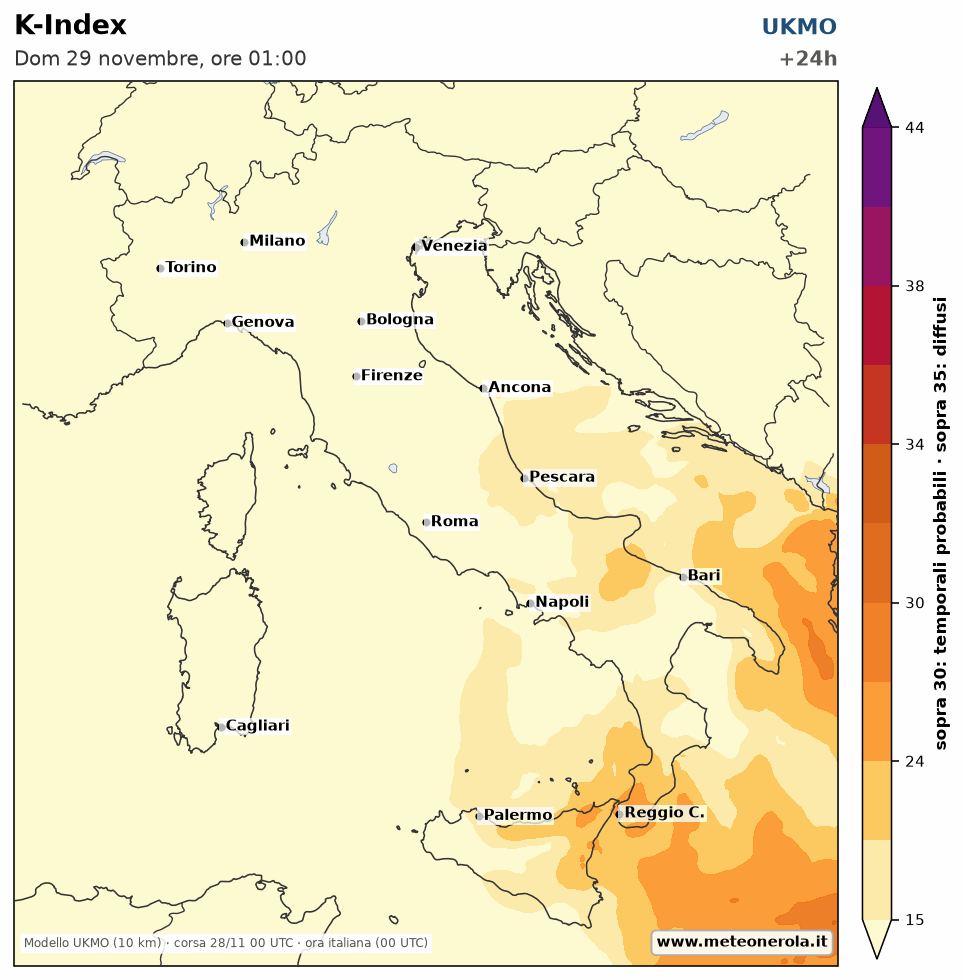 K-Index
UKMO
Dom 29 novembre, ore 01:00
+24h
Milano
Venezia
Torino
Genova
Bologna
Firenze
Ancona
Pescara
Roma
Bari
Napoli
Cagliari
Palermo
Reggio C.
Modello UKMO (10 km) · corsa 28/11 00 UTC · ora italiana (00 UTC)
www.meteonerola.it
44
38
34
30
24
15
sopra 30: temporali probabili · sopra 35: diffusi